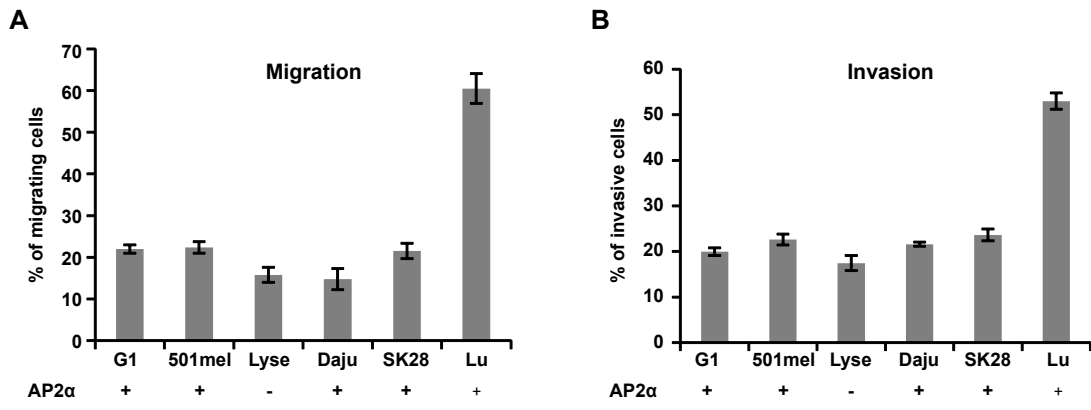 A
Migration
% of migrating cells
70
60
50
40
30
20
10
0
G1 501mel Lyse Daju SK28 Lu
AP2α + + - + + +
B
Invasion
% of invasive cells
60
50
40
30
20
10
0
G1 501mel Lyse Daju SK28 Lu
AP2α + + - + + +